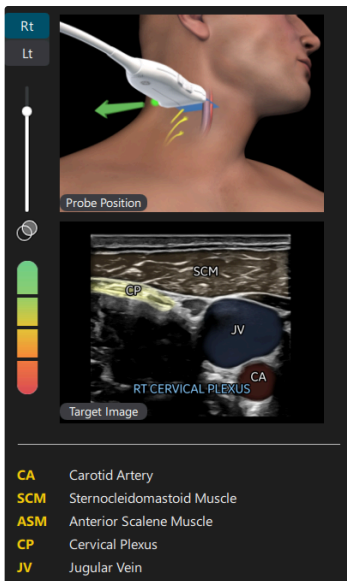 Rt
Lt
Probe Position
SCM
CP
JV
CA
RT CERVICAL PLEXUS
Target Image
CA Carotid Artery
SCM Sternocleidomastoid Muscle
ASM Anterior Scalene Muscle
CP Cervical Plexus
JV Jugular Vein